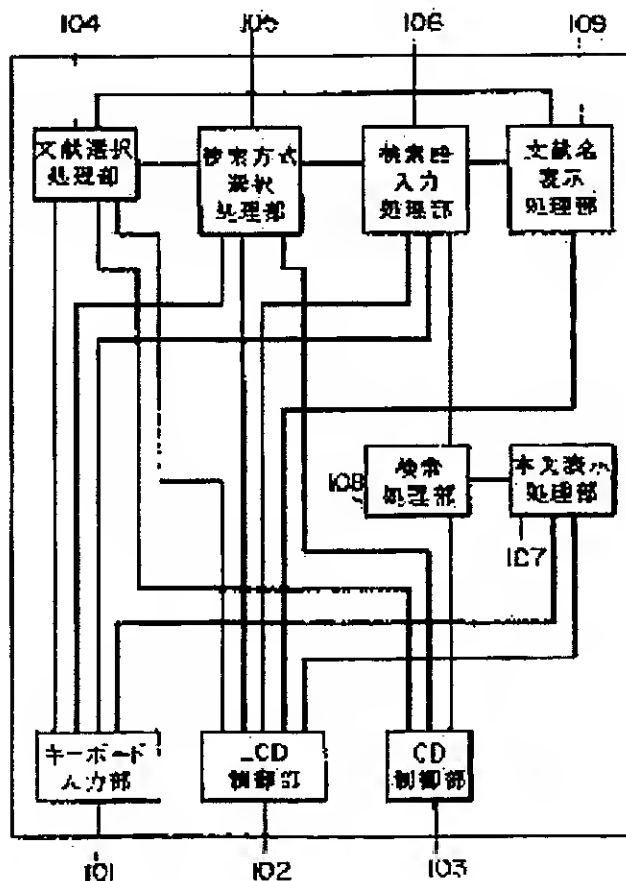 104 105 106 109
文献選択
処理部
検索方式
選択
処理部
検索語
入力
処理部
文献名
表示
処理部
検索
処理部
本文表示
処理部
108
107
キーボード
入力部
LCD
制御部
CD
制御部
101 102 103